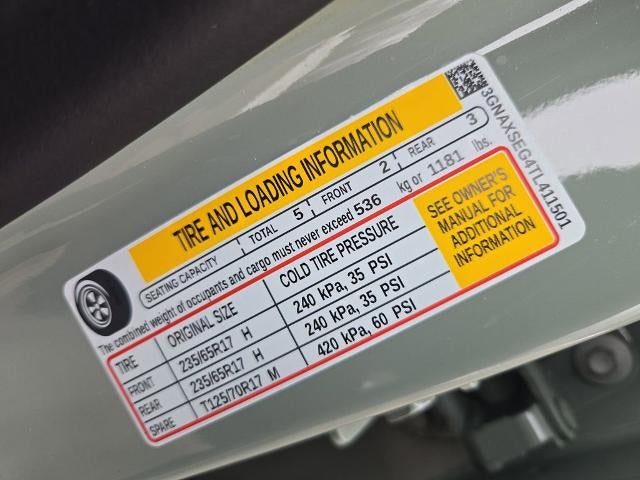 TIRE AND LOADING INFORMATION
SEATING CAPACITY TOTAL 5 FRONT 2 REAR 3
The combined weight of occupants and cargo must never exceed 536 kg or 1181 lbs.
TIRE ORIGINAL SIZE COLD TIRE PRESSURE
FRONT 235/65R17 H 240 kPa, 35 PSI
REAR 235/65R17 H 240 kPa, 35 PSI
SPARE T125/70R17 M 420 kPa, 60 PSI
SEE OWNER'S
MANUAL FOR
ADDITIONAL
INFORMATION
3GNAXSEG4TL411501